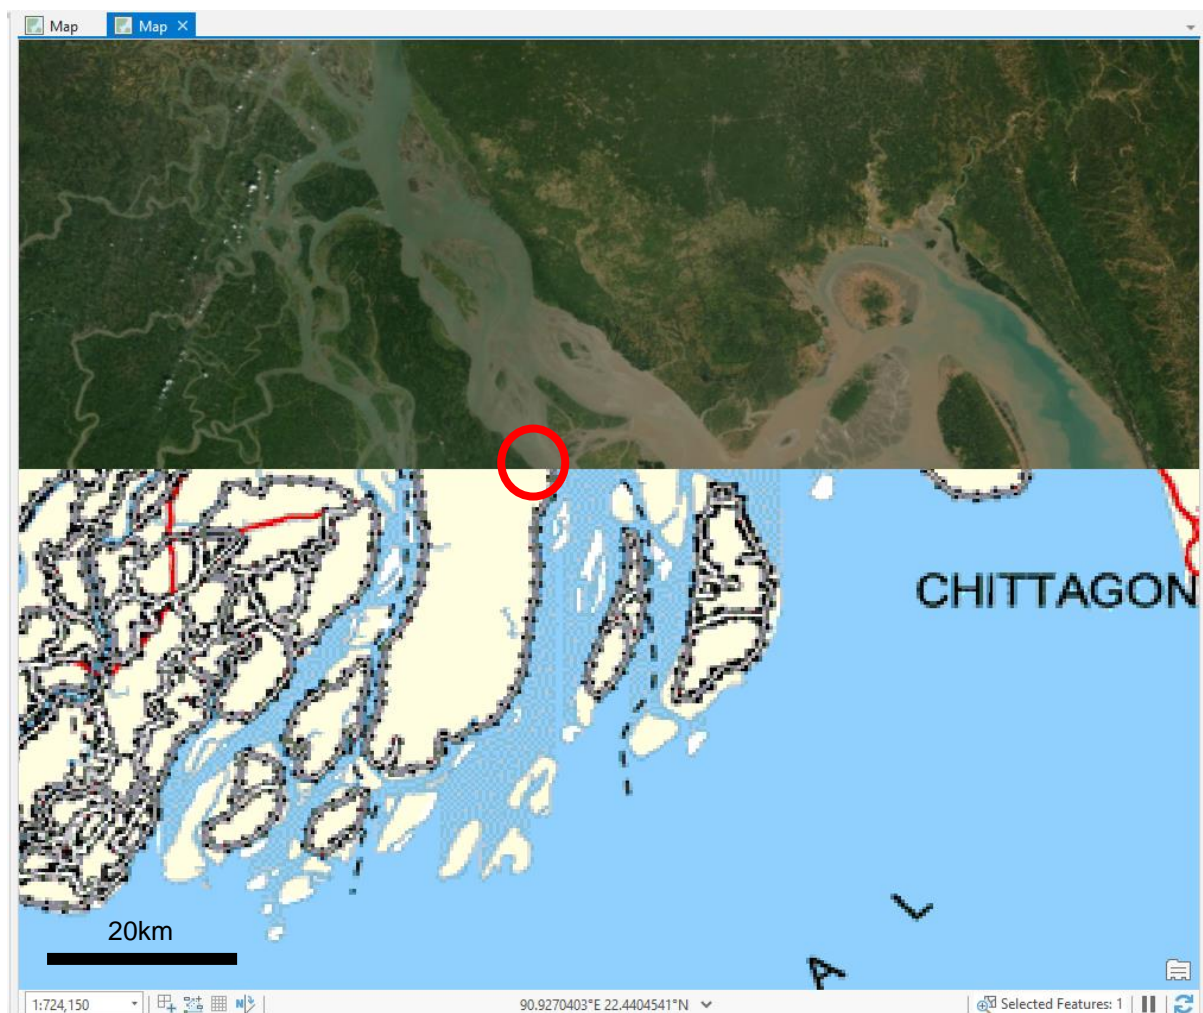 Map
Map
CHITTAGON
20km
L
A
1:724,150
90.9270403°E 22.4404541°N
Selected Features: 1